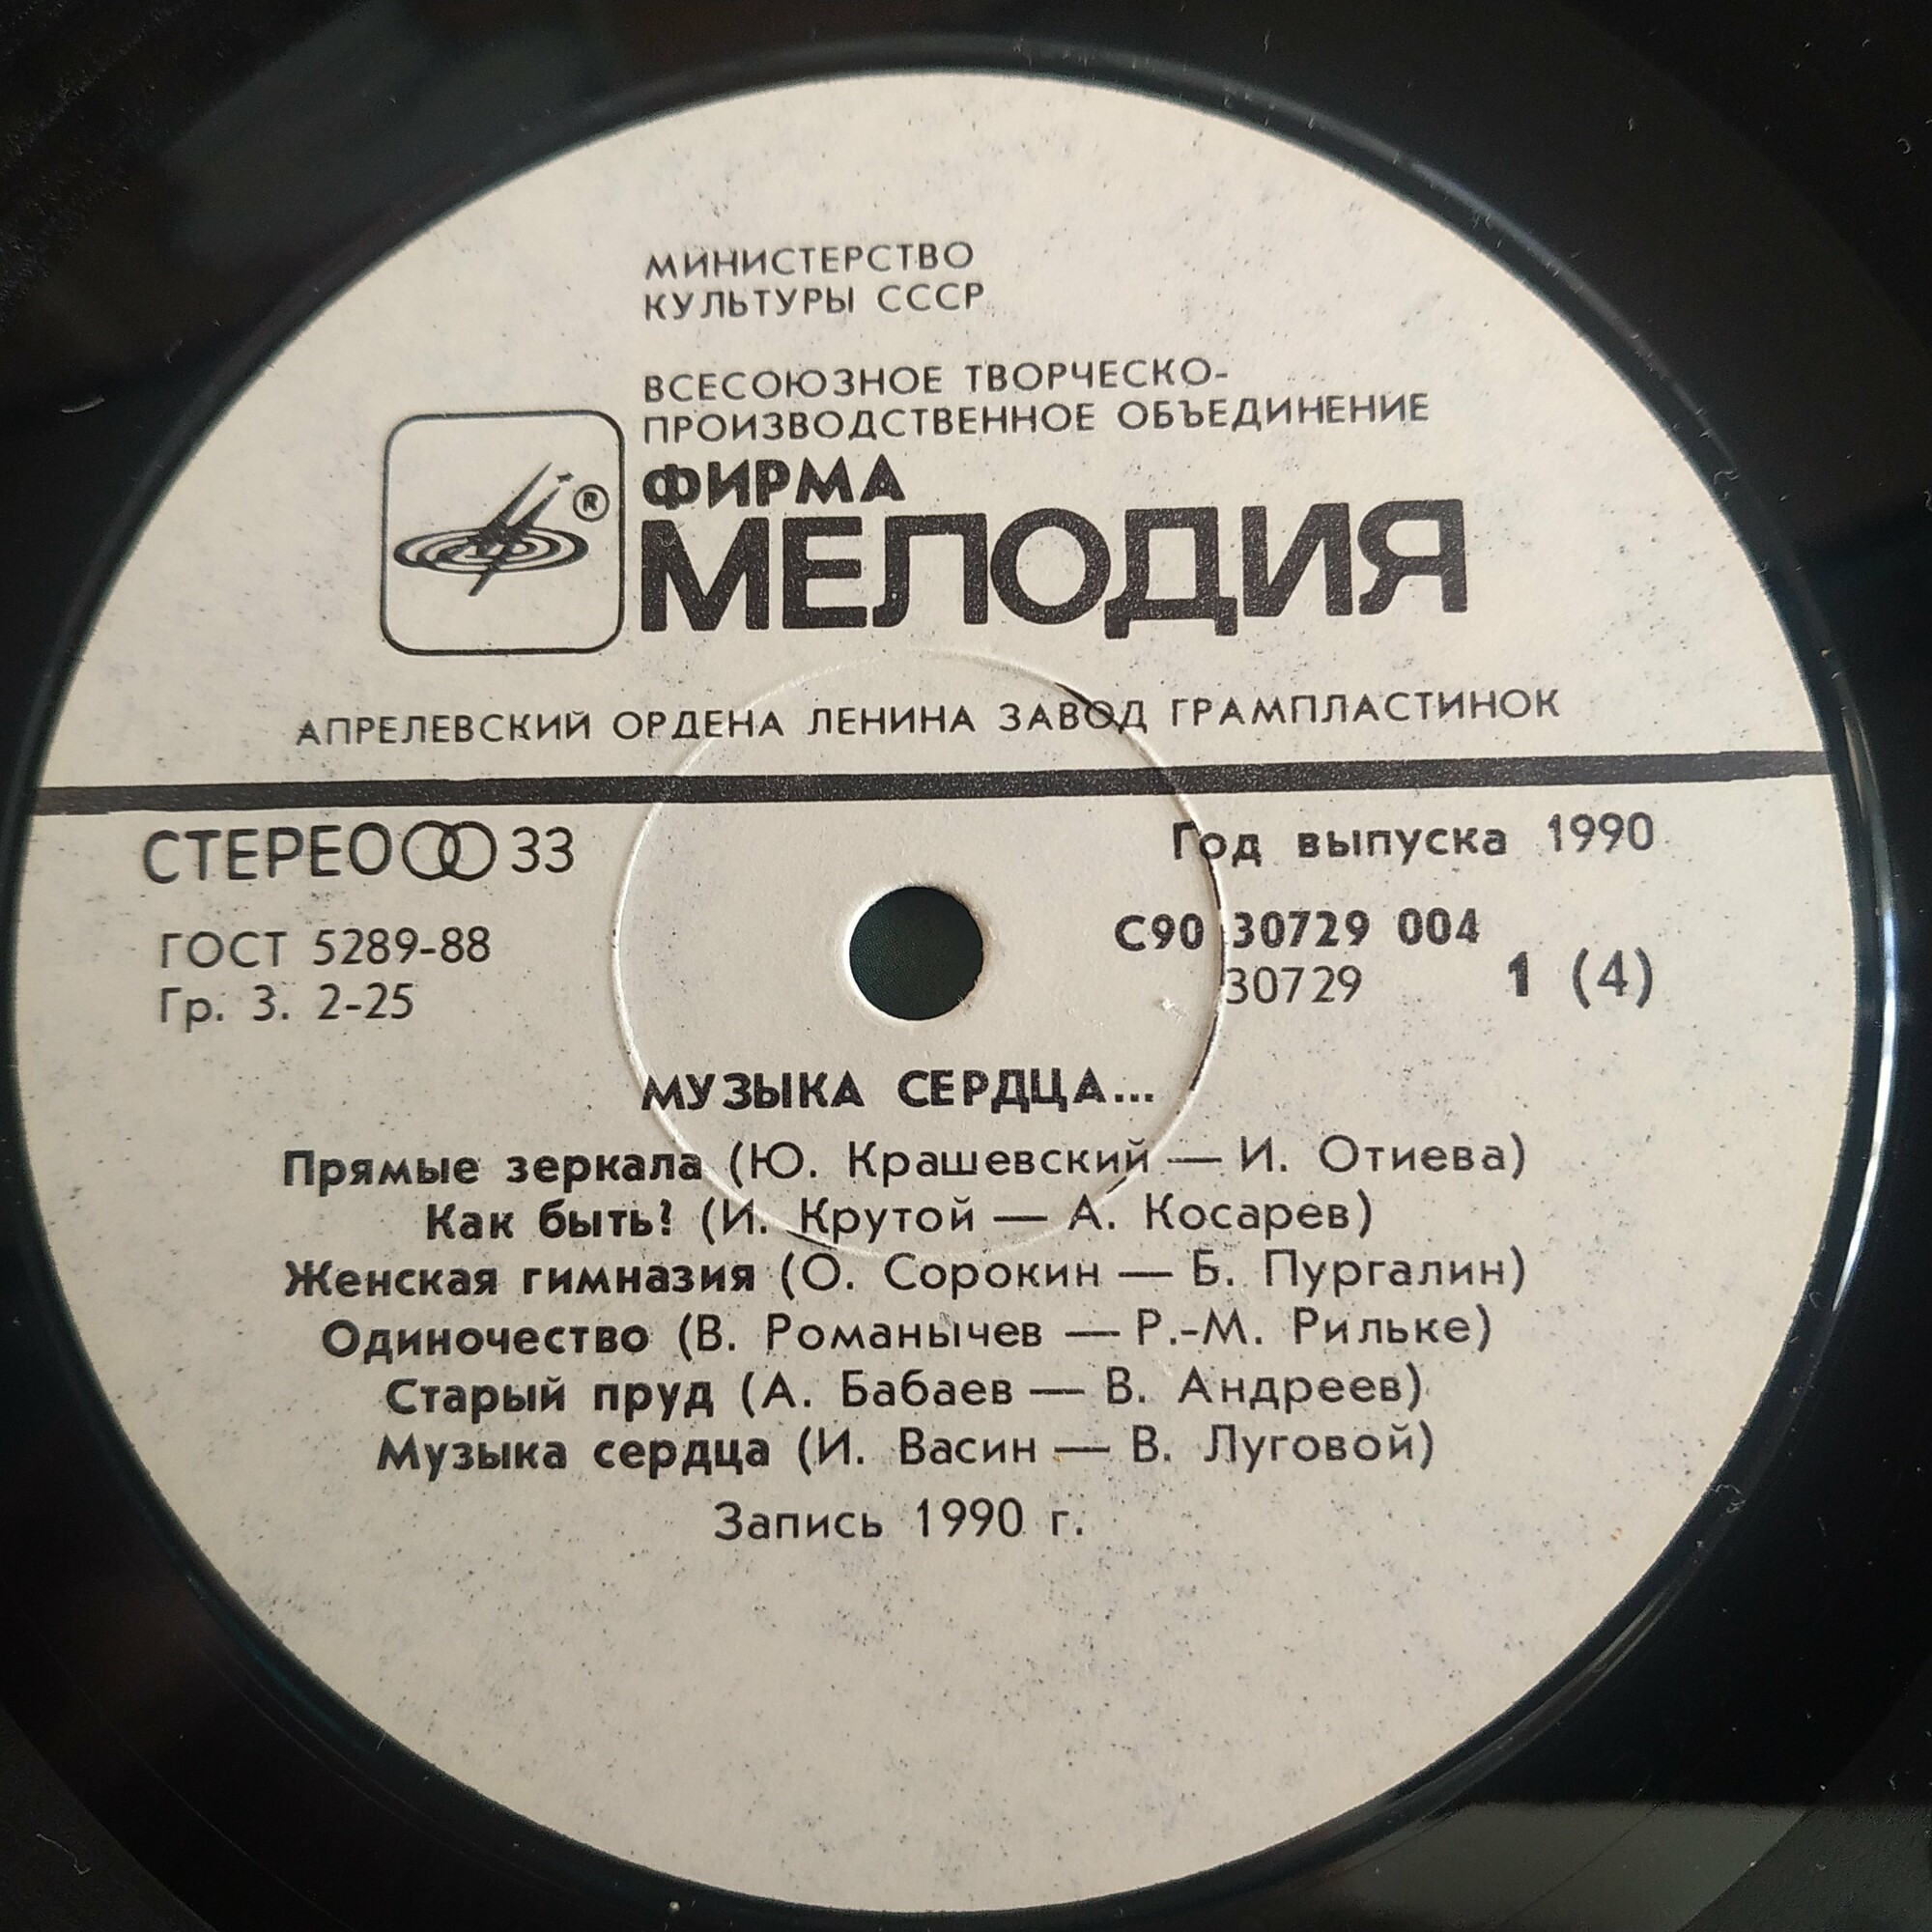 МИНИСТЕРСТВО
КУЛЬТУРЫ СССР
ВСЕСОЮЗНОЕ ТВОРЧЕСКО-
ПРОИЗВОДСТВЕННОЕ ОБЪЕДИНЕНИЕ
®
ФИРМА
МЕЛОДИЯ
АПРЕЛЕВСКИЙ ОРДЕНА ЛЕНИНА ЗАВОД ГРАМПЛАСТИНОК
СТЕРЕО 33
Год выпуска 1990
ГОСТ 5289-88
С90 30729 004
Гр. 3. 2-25
30729 1 (4)
МУЗЫКА СЕРДЦА...
Прямые зеркала (Ю. Крашевский — И. Отиева)
Как быть? (И. Крутой — А. Косарев)
Женская гимназия (О. Сорокин — Б. Пургалин)
Одиночество (В. Романычев — Р.-М. Рильке)
Старый пруд (А. Бабаев — В. Андреев)
Музыка сердца (И. Васин — В. Луговой)
Запись 1990 г.